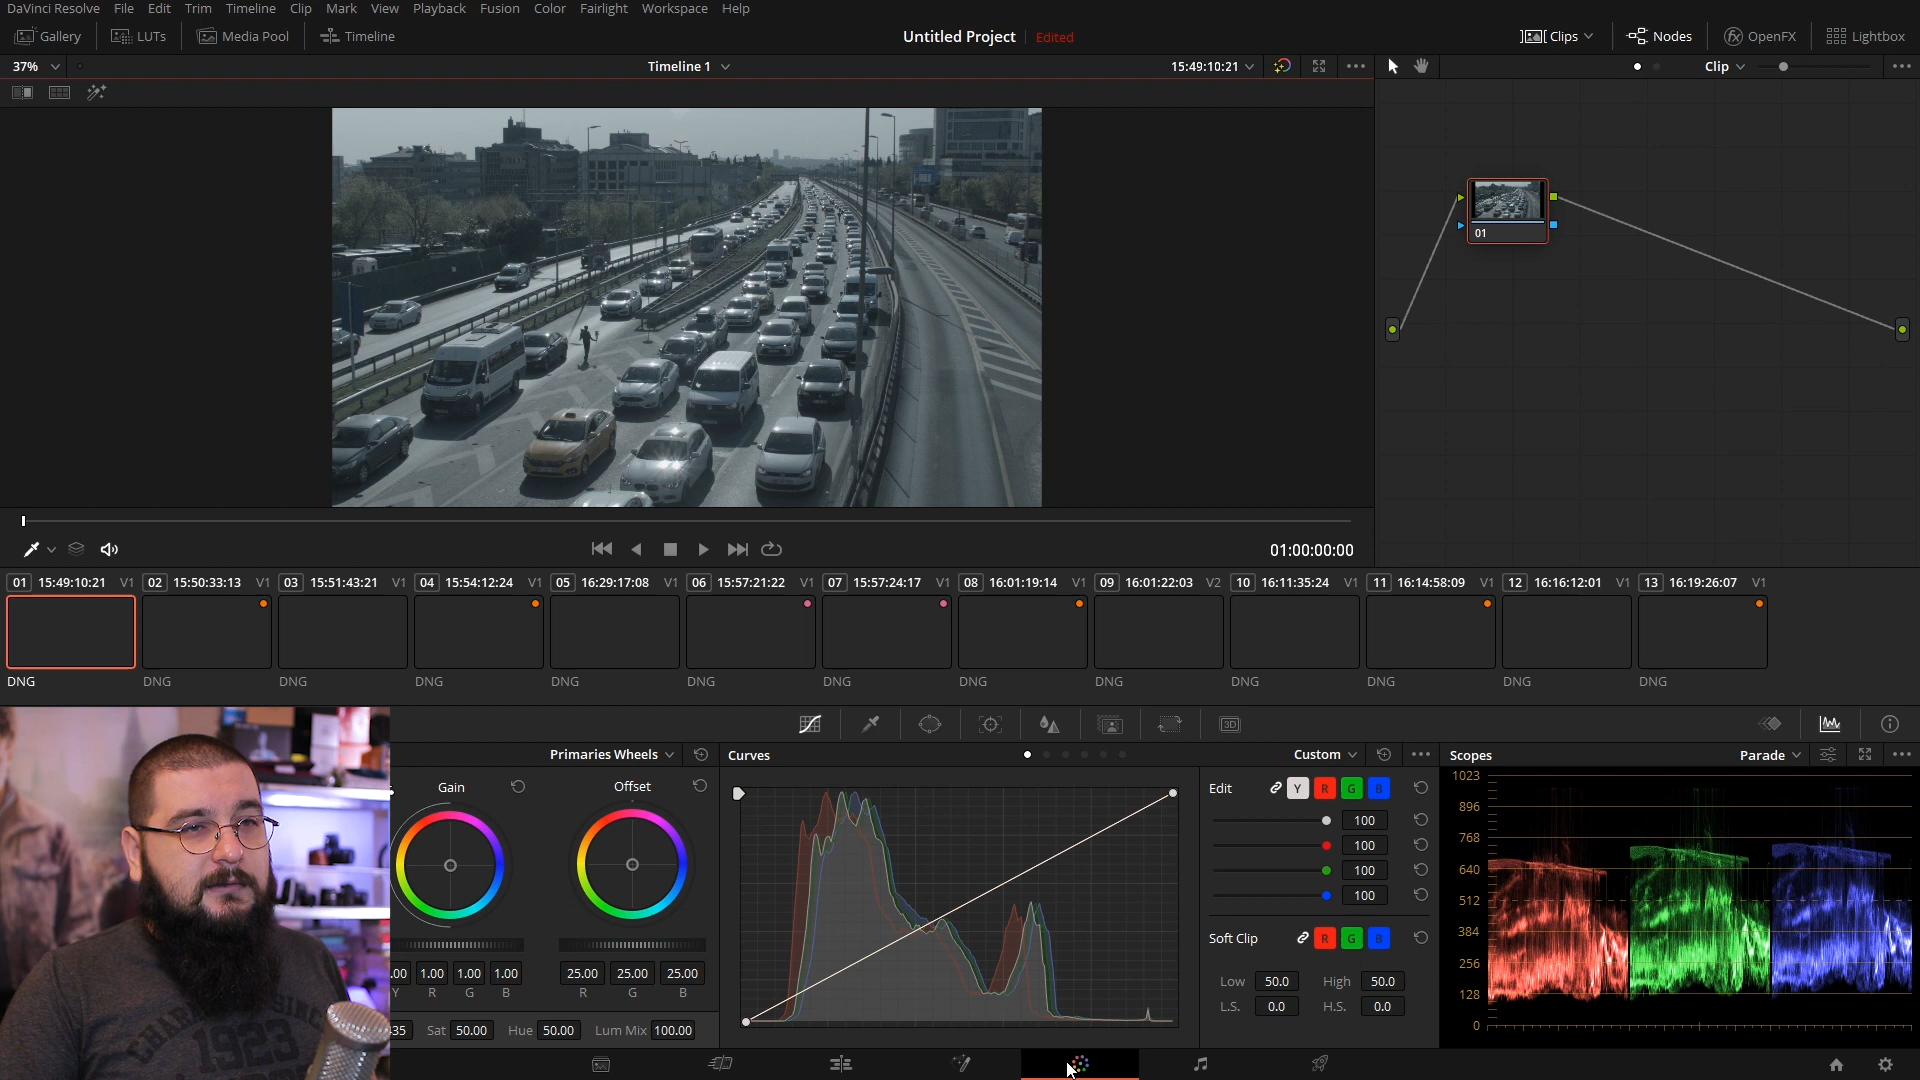 DaVinci Resolve File Edit Trim Timeline Clip Mark View Playback Fusion Color Fairlight Workspace Help
Gallery LUTs Media Pool Timeline Untitled Project Edited Clips Nodes fx OpenFX Lightbox
37% Timeline 1 15:49:10:21 Clip
01
01:00:00:00
01 15:49:10:21 V1 02 15:50:33:13 V1 03 15:51:43:21 V1 04 15:54:12:24 V1 05 16:29:17:08 V1 06 15:57:21:22 V1 07 15:57:24:17 V1 08 16:01:19:14 V1 09 16:01:22:03 V2 10 16:11:35:24 V1 11 16:14:58:09 V1 12 16:16:12:01 V1 13 16:19:26:07 V1
DNG DNG DNG DNG DNG DNG DNG DNG DNG DNG DNG DNG DNG
3D
Primaries Wheels Curves Custom Scopes Parade
Gain Offset
Edit Y R G B
100
100
100
100
Soft Clip R G B
Low 50.0 High 50.0
L.S. 0.0 H.S. 0.0
.00 1.00 1.00 1.00 25.00 25.00 25.00
Y R G B R G B
35 Sat 50.00 Hue 50.00 Lum Mix 100.00
1023
896
768
640
512
384
256
128
0
1923